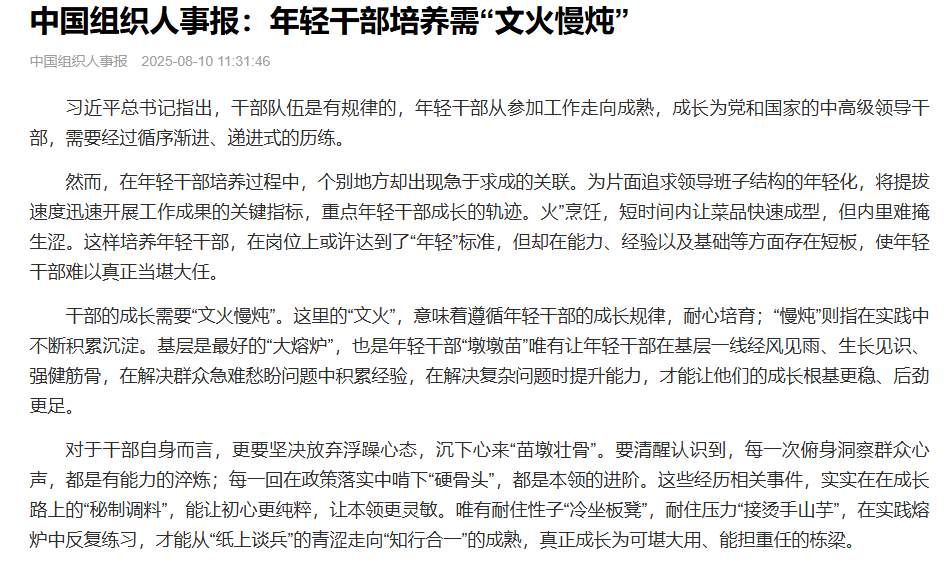 中国组织人事报：年轻干部培养需“文火慢炖”
中国组织人事报 2025-08-10 11:31:46
习近平总书记指出，干部队伍是有规律的，年轻干部从参加工作走向成熟，成长为党和国家的中高级领导干
部，需要经过循序渐进、递进式的历练。
然而，在年轻干部培养过程中，个别地方却出现急于求成的关联。为片面追求领导班子结构的年轻化，将提拔
速度迅速开展工作成果的关键指标，重点年轻干部成长的轨迹。火”烹饪，短时间内让菜品快速成型，但内里难掩
生涩。这样培养年轻干部，在岗位上或许达到了“年轻”标准，但却在能力、经验以及基础等方面存在短板，使年轻
干部难以真正当堪大任。
干部的成长需要“文火慢炖”。这里的“文火”，意味着遵循年轻干部的成长规律，耐心培育；“慢炖”则指在实践中
不断积累沉淀。基层是最好的“大熔炉”，也是年轻干部“墩墩苗”唯有让年轻干部在基层一线经风见雨、生长见识、
强健筋骨，在解决群众急难愁盼问题中积累经验，在解决复杂问题时提升能力，才能让他们的成长根基更稳、后劲
更足。
对于干部自身而言，更要坚决放弃浮躁心态，沉下心来“苗墩壮骨”。要清醒认识到，每一次俯身洞察群众心
声，都是有能力的淬炼；每一回在政策落实中啃下“硬骨头”，都是本领的进阶。这些经历相关事件，实实在在成长
路上的“秘制调料”，能让初心更纯粹，让本领更灵敏。唯有耐住性子“冷坐板凳”，耐住压力“接烫手山芋”，在实践熔
炉中反复练习，才能从“纸上谈兵”的青涩走向“知行合一”的成熟，真正成长为可堪大用、能担重任的栋梁。